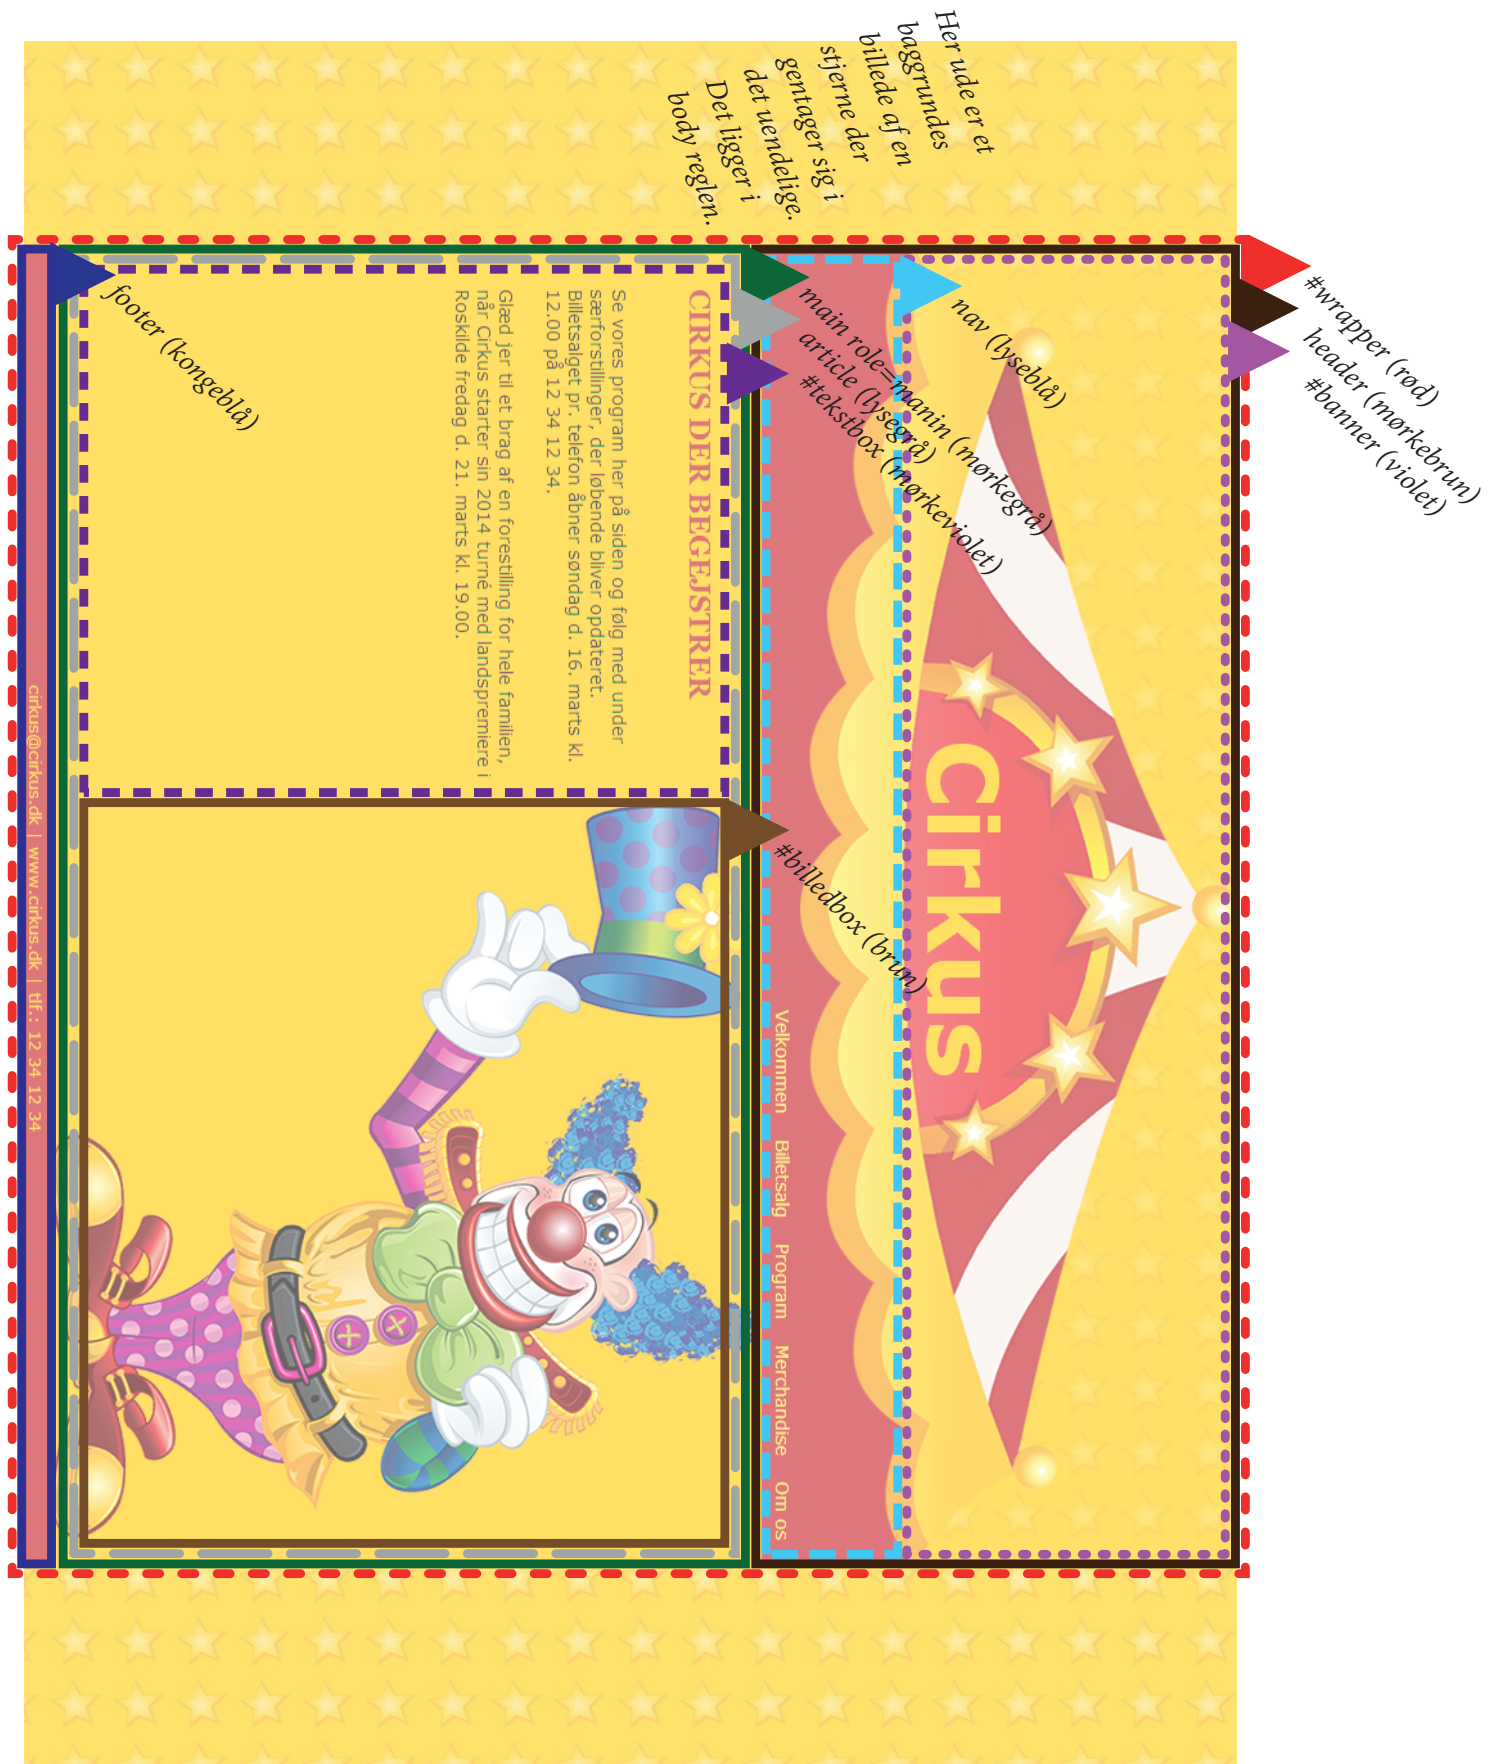 #wrapper (rød)
header (mørkebrun)
#banner (violet)
Her ude er et
baggrundes
billede af en
stjerne der
gentager sig i
det uendelige.
Det ligger i
body reglen.
Cirkus
nav (lyseblå)
Velkommen Billetsalg Program Merchandise Om os
main role=manin (mørkegrå)
article (lysegrå)
#tekstbox (mørkeviolet)
#billedbox (brun)
CIRKUS DER BEGEJSTRER
Se vores program her på siden og følg med under
særforstillinger, der løbende bliver opdateret.
Billetsalget pr. telefon åbner søndag d. 16. marts kl.
12.00 på 12 34 12 34.
Glæd jer til et brag af en forestilling for hele familien,
når Cirkus starter sin 2014 turné med landspremiere i
Roskilde fredag d. 21. marts kl. 19.00.
footer (kongeblå)
cirkus@cirkus.dk | www.cirkus.dk | tlf.: 12 34 12 34